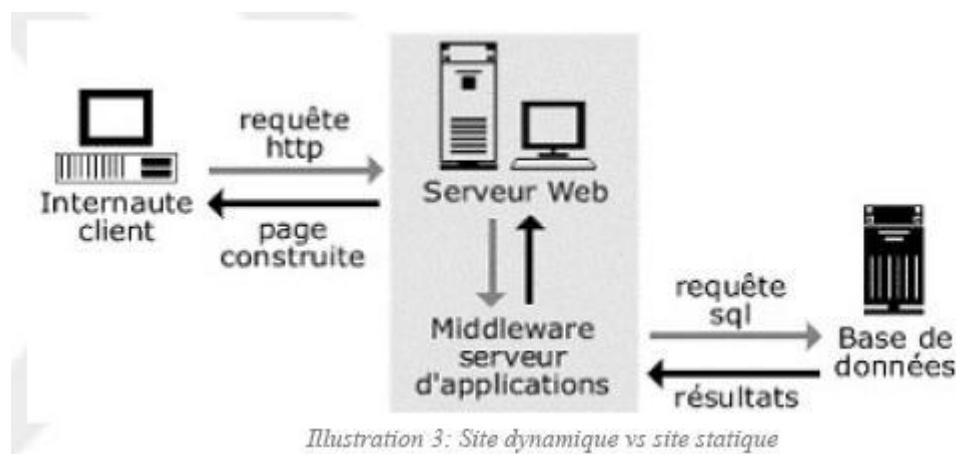 requête
http
Internaute
client
page
construite
Serveur Web
Middleware
serveur
d'applications
requête
sql
résultats
Base de
données
Illustration 3: Site dynamique vs site statique